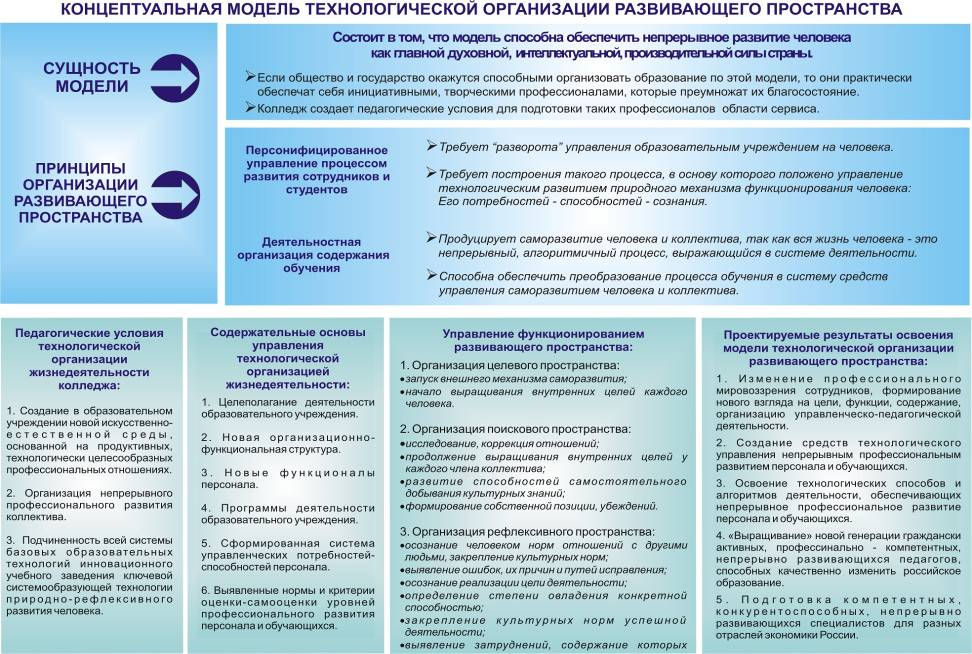 КОНЦЕПТУАЛЬНАЯ МОДЕЛЬ ТЕХНОЛОГИЧЕСКОЙ ОРГАНИЗАЦИИ РАЗВИВАЮЩЕГО ПРОСТРАНСТВА
СУЩНОСТЬ
МОДЕЛИ
Состоит в том, что модель способна обеспечить непрерывное развитие человека
как главной духовной, интеллектуальной, производительной силы страны.
Если общество и государство окажутся способными организовать образование по этой модели, то они практически
обеспечат себя инициативными, творческими профессионалами, которые преумножат их благосостояние.
Колледж создает педагогические условия для подготовки таких профессионалов области сервиса.
ПРИНЦИПЫ
ОРГАНИЗАЦИИ
РАЗВИВАЮЩЕГО
ПРОСТРАНСТВА
Персонифицированное
управление процессом
развития сотрудников и
студентов
Требует “разворота” управления образовательным учреждением на человека.
Требует построения такого процесса, в основу которого положено управление
технологическим развитием природного механизма функционирования человека:
Его потребностей - способностей - сознания.
Деятельностная
организация содержания
обучения
Продуцирует саморазвитие человека и коллектива, так как вся жизнь человека - это
непрерывный, алгоритмичный процесс, выражающийся в системе деятельности.
Способна обеспечить преобразование процесса обучения в систему средств
управления саморазвитием человека и коллектива.
Педагогические условия
технологической
организации
жизнедеятельности
колледжа:
1. Создание в образовательном
учреждении новой искусственно-
естественной среды,
основанной на продуктивных,
технологически целесообразных
профессиональных отношениях.
2. Организация непрерывного
профессионального развития
коллектива.
3. Подчиненность всей системы
базовых образовательных
технологий инновационного
учебного заведения ключевой
системообразующей технологии
природно-рефлексивного
развития человека.
Содержательные основы
управления
технологической
организацией
жизнедеятельности:
1. Целеполагание деятельности
образовательного учреждения.
2. Новая организационно-
функциональная структура.
3. Новые функционалы
персонала.
4. Программы деятельности
образовательного учреждения.
5. Сформированная система
управленческих потребностей-
способностей персонала.
6. Выявленные нормы и критерии
оценки-самооценки уровней
профессионального развития
персонала и обучающихся.
Управление функционированием
развивающего пространства:
1. Организация целевого пространства:
•запуск внешнего механизма саморазвития;
•начало выращивания внутренних целей каждого
человека.
2. Организация поискового пространства:
•исследование, коррекция отношений;
•продолжение выращивания внутренних целей у
каждого члена коллектива;
•развитие способностей самостоятельного
добывания культурных знаний;
•формирование собственной позиции, убеждений.
3. Организация рефлексивного пространства:
•осознание человеком норм отношений с другими
людьми, закрепление культурных норм;
•выявление ошибок, их причин и путей исправления;
•осознание реализации цели деятельности;
•определение степени овладения конкретной
способностью;
•закрепление культурных норм успешной
деятельности;
•выявление затруднений, содержание которых
Проектируемые результаты освоения
модели технологической организации
развивающего пространства:
1. Изменение профессионального
мировоззрения сотрудников, формирование
нового взгляда на цели, функции, содержание,
организацию управленческо-педагогической
деятельности.
2. Создание средств технологического
управления непрерывным профессиональным
развитием персонала и обучающихся.
3. Освоение технологических способов и
алгоритмов деятельности, обеспечивающих
непрерывное профессиональное развитие
персонала и обучающихся.
4. «Выращивание» новой генерации граждански
активных, профсинально - компетентных,
непрерывно развивающихся педагогов,
способных качественно изменить российское
образование.
5. Подготовка компетентных,
конкурентоспособных, непрерывно
развивающихся специалистов для разных
отраслей экономики России.